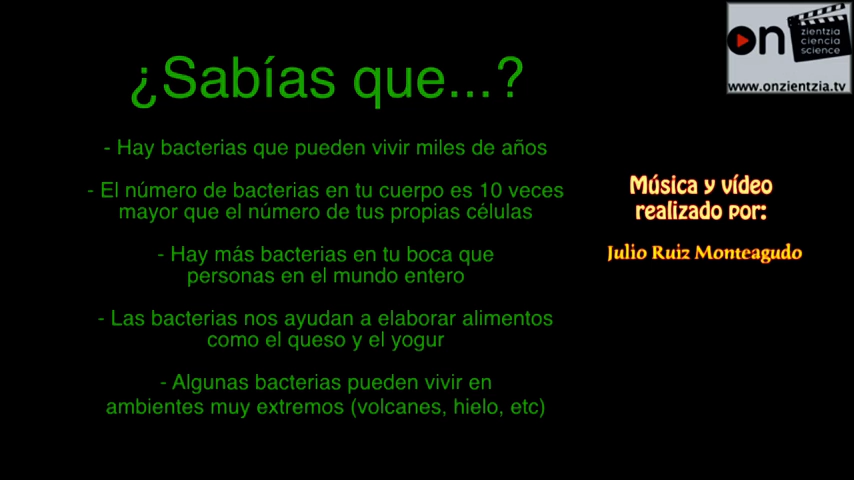 ¿Sabías que...?
- Hay bacterias que pueden vivir miles de años
- El número de bacterias en tu cuerpo es 10 veces
mayor que el número de tus propias células
- Hay más bacterias en tu boca que
personas en el mundo entero
- Las bacterias nos ayudan a elaborar alimentos
como el queso y el yogur
- Algunas bacterias pueden vivir en
ambientes muy extremos (volcanes, hielo, etc)
on
zientzia
ciencia
science
www.onzientzia.tv
Música y vídeo
realizado por:
Julio Ruiz Monteagudo